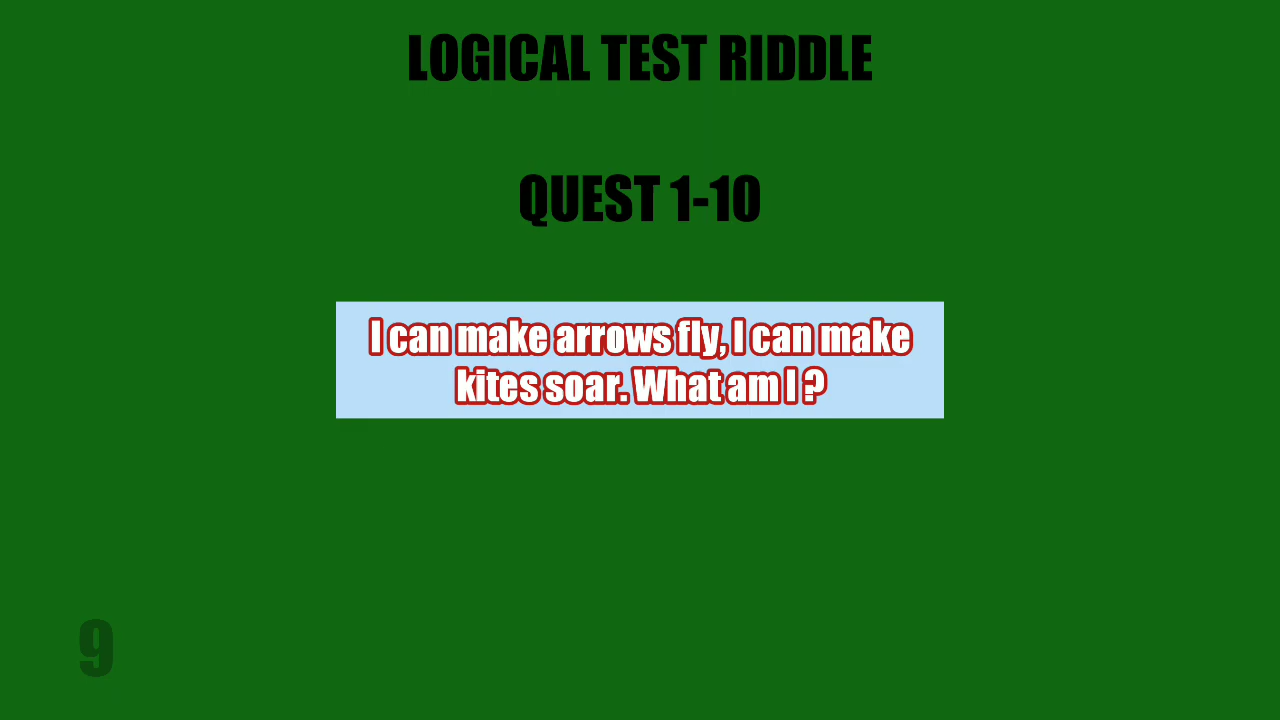 LOGICAL TEST RIDDLE
QUEST 1-10
I can make arrows fly, I can make
kites soar. What am I ?
9